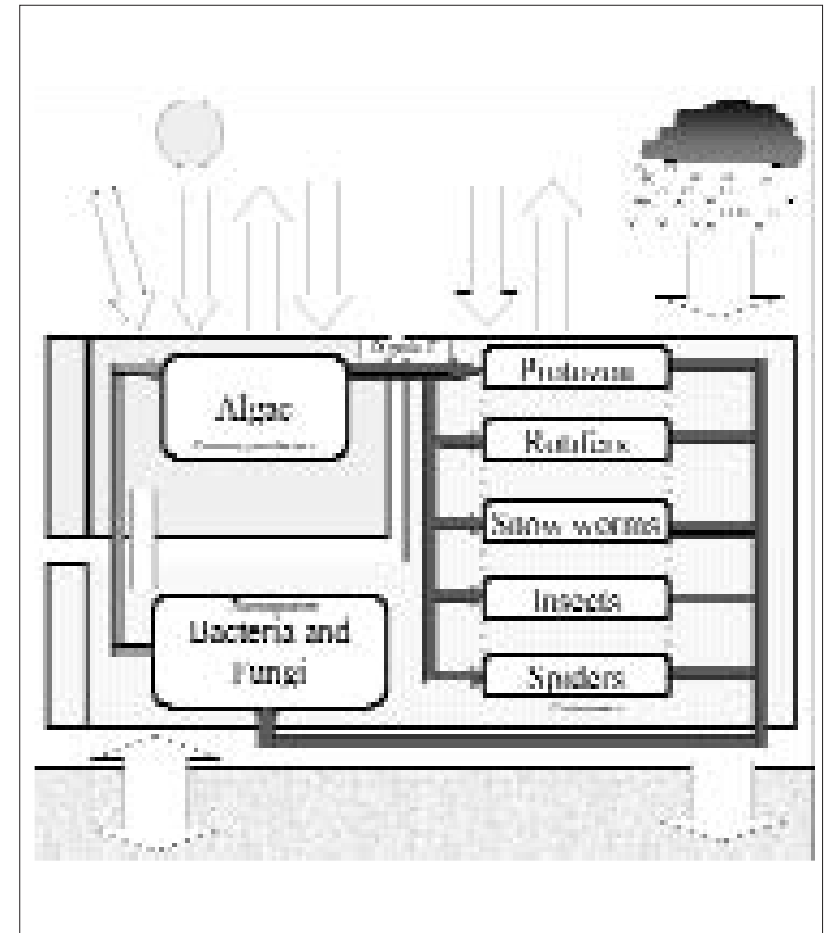 Algae
Protozoa
Rotifers
Snow worms
Insects
Spiders
Bacteria and
Fungi